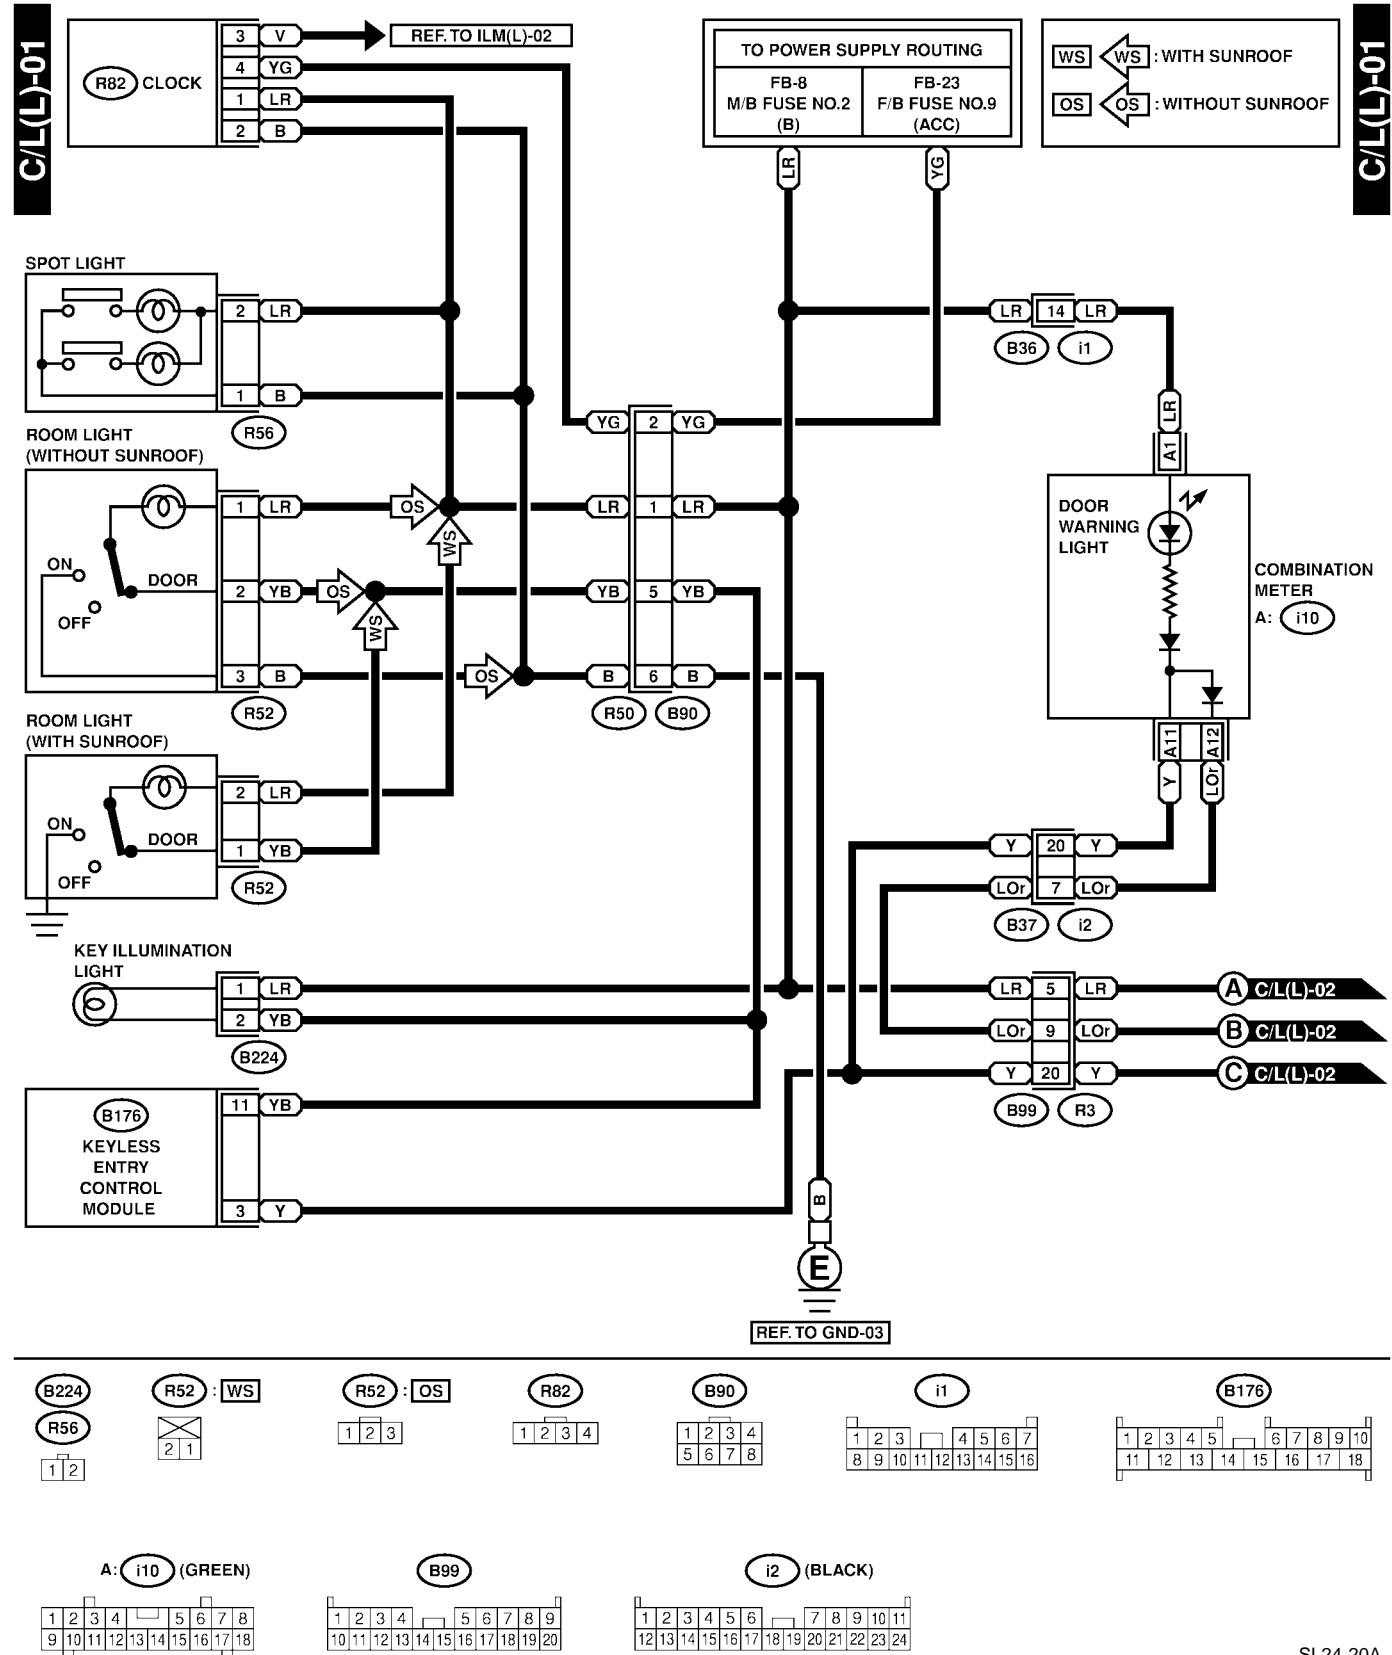 C/L(L)-01
C/L(L)-01
R82 CLOCK
3 V
REF. TO ILM(L)-02
4 YG
1 LR
2 B
TO POWER SUPPLY ROUTING
FB-8
M/B FUSE NO.2
(B)
FB-23
F/B FUSE NO.9
(ACC)
LR
YG
WS WS : WITH SUNROOF
OS OS : WITHOUT SUNROOF
SPOT LIGHT
2 LR
1 B
R56
LR 14 LR
B36 i1
LR
A1
YG 2 YG
ROOM LIGHT
(WITHOUT SUNROOF)
1 LR OS
LR 1 LR
WS
ON
DOOR
OFF
2 YB OS
YB 5 YB
WS
3 B OS
B 6 B
R52
R50 B90
DOOR
WARNING
LIGHT
COMBINATION
METER
A: i10
A11 A12
Y LOr
ROOM LIGHT
(WITH SUNROOF)
2 LR
ON
DOOR
OFF
1 YB
R52
Y 20 Y
LOr 7 LOr
B37 i2
KEY ILLUMINATION
LIGHT
1 LR
2 YB
B224
LR 5 LR A C/L(L)-02
LOr 9 LOr B C/L(L)-02
Y 20 Y C C/L(L)-02
B99 R3
B176
KEYLESS
ENTRY
CONTROL
MODULE
11 YB
3 Y
B
E
REF. TO GND-03
B224
R56
1 2
R52 : WS
2 1
R52 : OS
1 2 3
R82
1 2 3 4
B90
1 2 3 4
5 6 7 8
i1
1 2 3 4 5 6 7
8 9 10 11 12 13 14 15 16
B176
1 2 3 4 5 6 7 8 9 10
11 12 13 14 15 16 17 18
A: i10 (GREEN)
1 2 3 4 5 6 7 8
9 10 11 12 13 14 15 16 17 18
B99
1 2 3 4 5 6 7 8 9
10 11 12 13 14 15 16 17 18 19 20
i2 (BLACK)
1 2 3 4 5 6 7 8 9 10 11
12 13 14 15 16 17 18 19 20 21 22 23 24